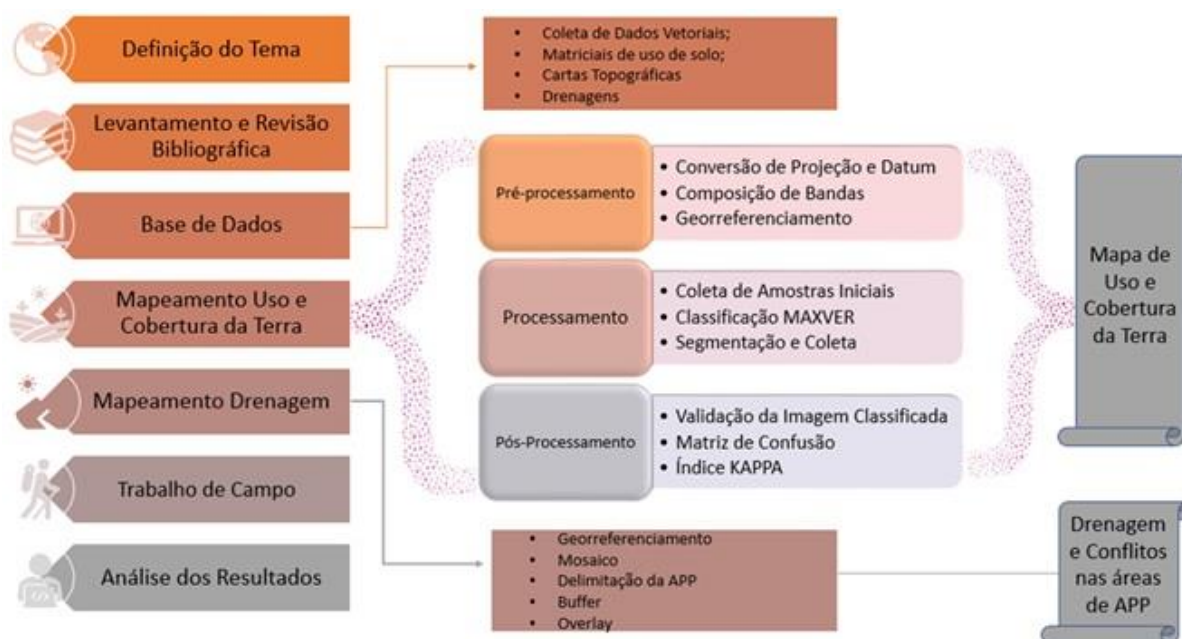 Definição do Tema
Levantamento e Revisão
Bibliográfica
Base de Dados
Mapeamento Uso e
Cobertura da Terra
Mapeamento Drenagem
Trabalho de Campo
Análise dos Resultados
• Coleta de Dados Vetoriais;
• Matriciais de uso de solo;
• Cartas Topográficas
• Drenagens
Pré-processamento
• Conversão de Projeção e Datum
• Composição de Bandas
• Georreferenciamento
Processamento
• Coleta de Amostras Iniciais
• Classificação MAXVER
• Segmentação e Coleta
Pós-Processamento
• Validação da Imagem Classificada
• Matriz de Confusão
• Índice KAPPA
• Georreferenciamento
• Mosaico
• Delimitação da APP
• Buffer
• Overlay
Mapa de
Uso e
Cobertura
da Terra
Drenagem
e Conflitos
nas áreas
de APP